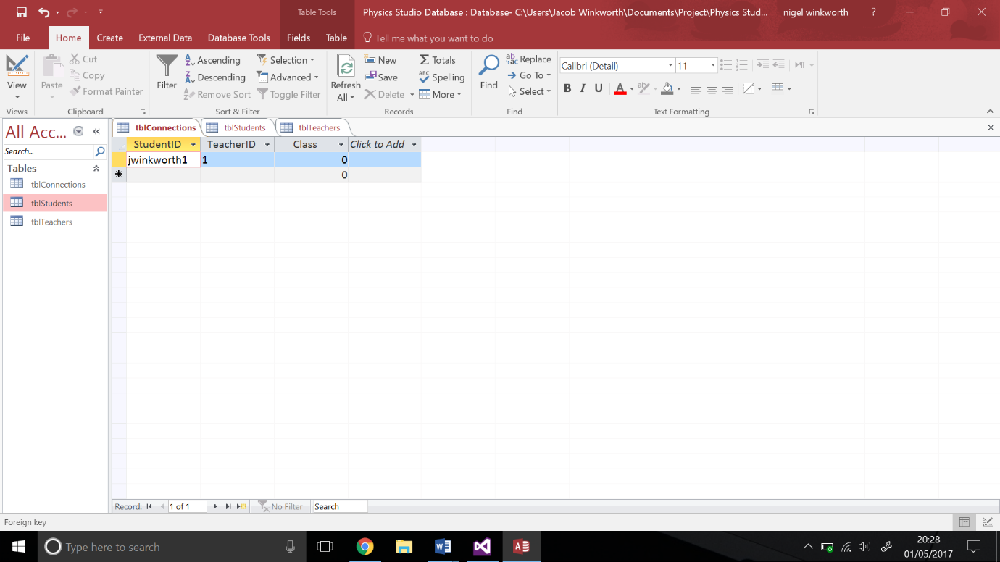 Table Tools
Physics Studio Database : Database- C:\Users\Jacob Winkworth\Documents\Project\Physics Stud...
nigel winkworth
?
File
Home
Create
External Data
Database Tools
Fields
Table
Tell me what you want to do
View
Views
Paste
Cut
Copy
Format Painter
Clipboard
Filter
Ascending
Descending
Remove Sort
Selection
Advanced
Toggle Filter
Sort & Filter
Refresh
All
New
Save
Delete
Totals
Spelling
More
Records
Find
Replace
Go To
Select
Find
Calibri (Detail)
11
B I U A
Text Formatting
All Acc...
Search...
Tables
tblConnections
tblStudents
tblTeachers
tblConnections
tblStudents
tblTeachers
StudentID TeacherID Class Click to Add
jwinkworth1 1 0
0
Record: 1 of 1 No Filter Search
Foreign key
Type here to search
20:28
01/05/2017